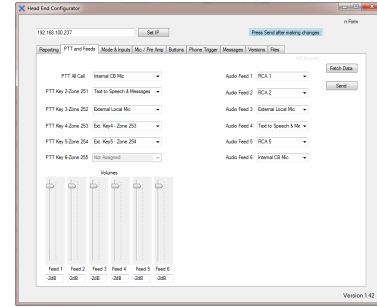 Head End Configurator
n:Form
192.168.100.237 Set IP Press Send after making changes
Reporting PTT and Feeds Mode & Inputs Mic / Pre Amp Buttons Phone Trigger Messages Versions Files
Fetch Data
PTT All Call Internal CB Mic Audio Feed 1 RCA 1
Send
PTT Key 2-Zone 251 Text to Speech & Messages Audio Feed 2 RCA 2
PTT Key 3-Zone 252 External Local Mic Audio Feed 3 External Local Mic
PTT Key 4-Zone 253 Ext. Key4 - Zone 253 Audio Feed 4 Text to Speech & Me
PTT Key 5-Zone 254 Ext. Key5 - Zone 254 Audio Feed 5 RCA 5
PTT Key 6-Zone 255 Not Assigned Audio Feed 6 Internal CB Mic
Volumes
Feed 1 Feed 2 Feed 3 Feed 4 Feed 5 Feed 6
-2dB -2dB -2dB -2dB -2dB -2dB
Version 1.42